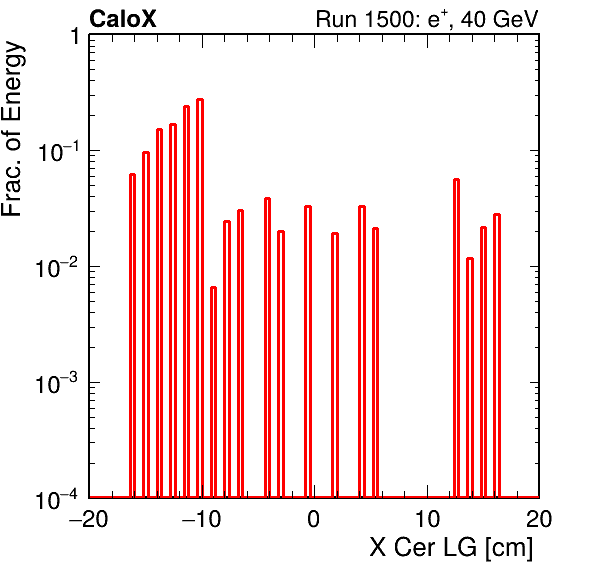 CaloX Run 1500: e⁺, 40 GeV
Frac. of Energy
1
10⁻¹
10⁻²
10⁻³
10⁻⁴
−20 −10 0 10 20
X Cer LG [cm]